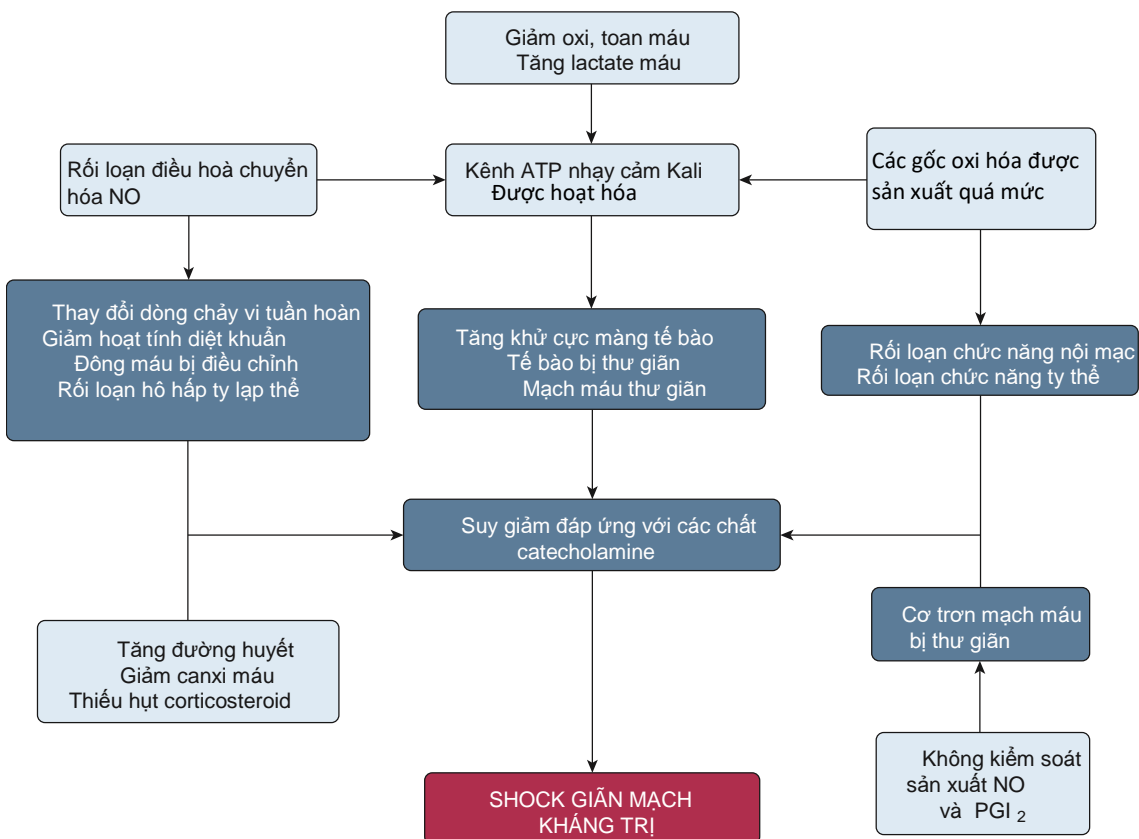 Giảm oxi, toan máu
Tăng lactate máu
Rối loạn điều hoà chuyển
hóa NO
Kênh ATP nhạy cảm Kali
Được hoạt hóa
Các gốc oxi hóa được
sản xuất quá mức
Thay đổi dòng chảy vi tuần hoàn
Giảm hoạt tính diệt khuẩn
Đông máu bị điều chỉnh
Rối loạn hô hấp ty lạp thể
Tăng khử cực màng tế bào
Tế bào bị thư giãn
Mạch máu thư giãn
Rối loạn chức năng nội mạc
Rối loạn chức năng ty thể
Suy giảm đáp ứng với các chất
catecholamine
Tăng đường huyết
Giảm canxi máu
Thiếu hụt corticosteroid
Cơ trơn mạch máu
bị thư giãn
Không kiểm soát
sản xuất NO
và PGI 2
SHOCK GIÃN MẠCH
KHÁNG TRỊ